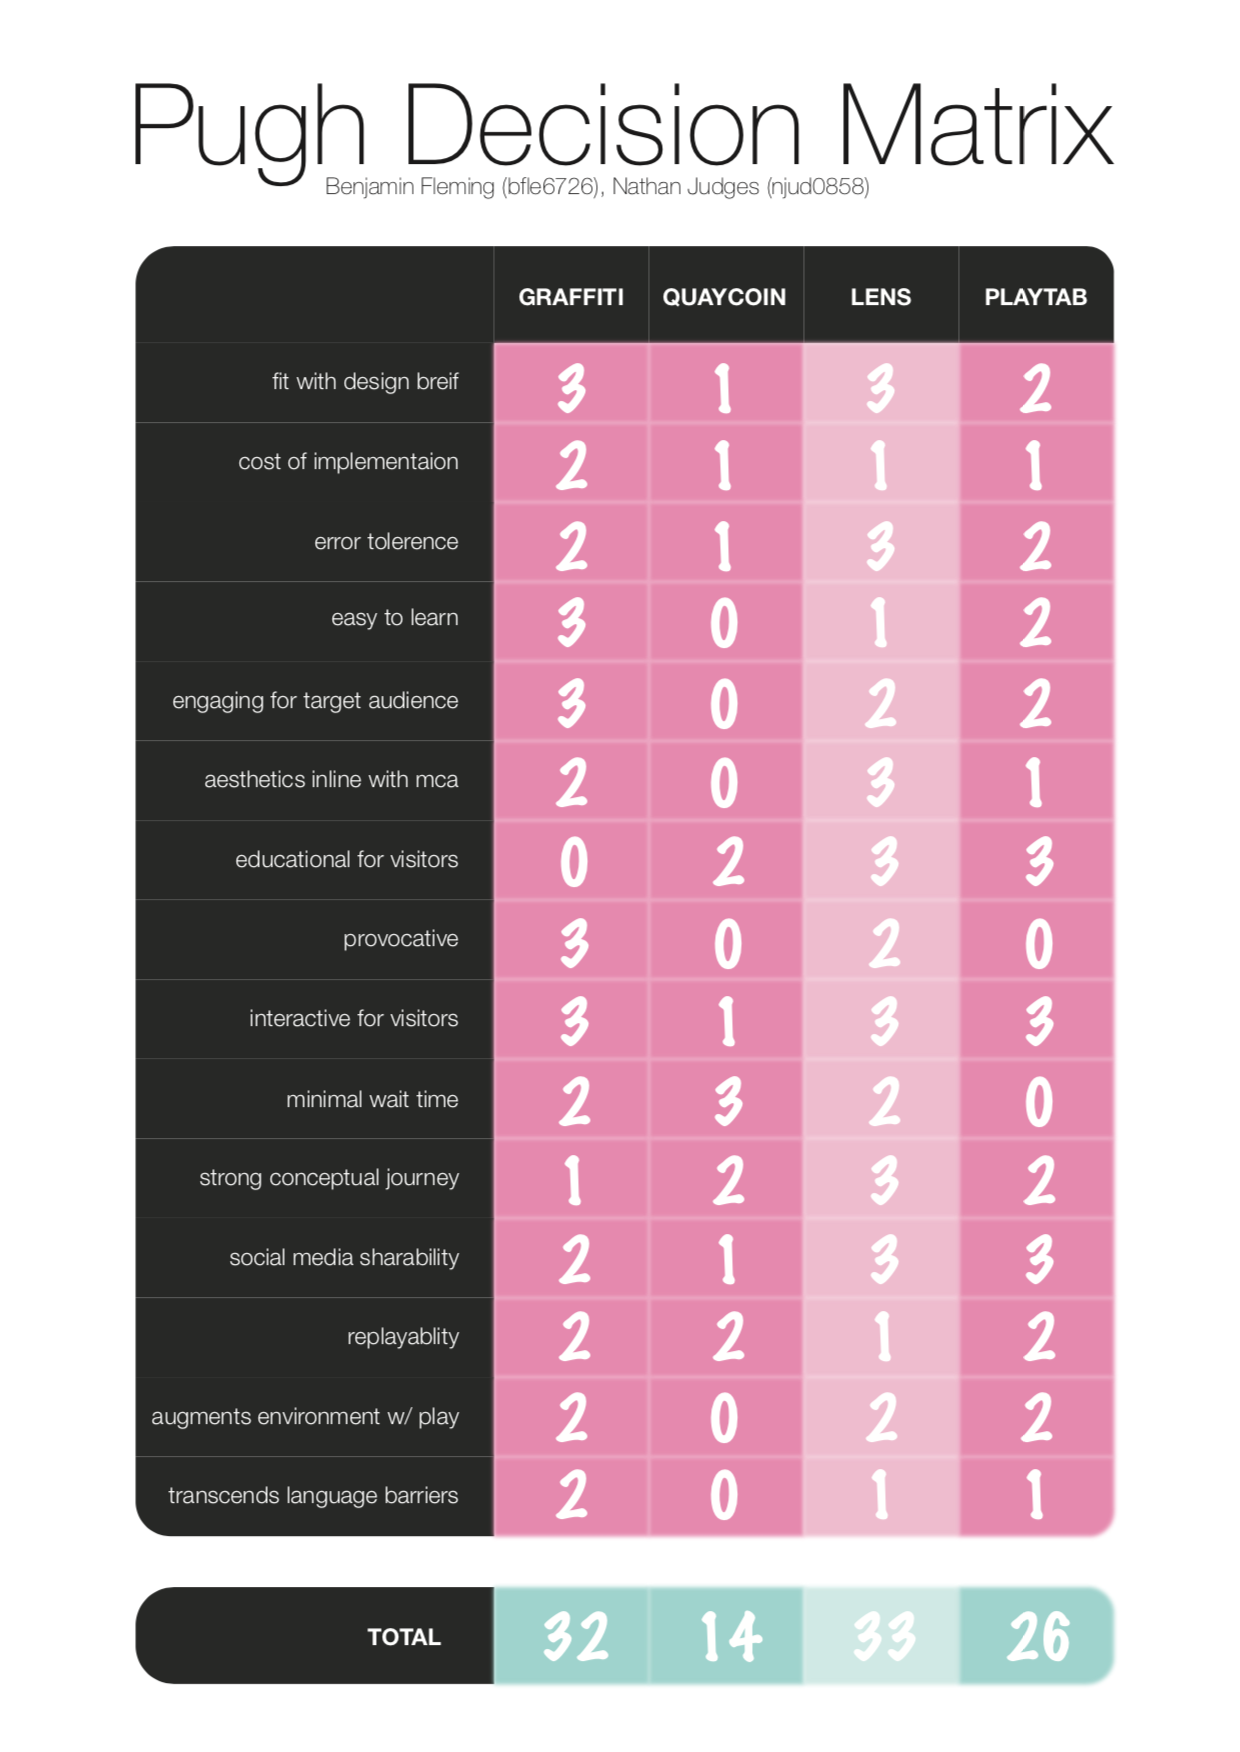 Pugh Decision Matrix
Benjamin Fleming (bfle6726), Nathan Judges (njud0858)
GRAFFITI QUAYCOIN LENS PLAYTAB
fit with design breif 3 1 3 2
cost of implementaion 2 1 1 1
error tolerence 2 1 3 2
easy to learn 3 0 1 2
engaging for target audience 3 0 2 2
aesthetics inline with mca 2 0 3 1
educational for visitors 0 2 3 3
provocative 3 0 2 0
interactive for visitors 3 1 3 3
minimal wait time 2 3 2 0
strong conceptual journey 1 2 3 2
social media sharability 2 1 3 3
replayablity 2 2 1 2
augments environment w/ play 2 0 2 2
transcends language barriers 2 0 1 1
TOTAL 32 14 33 26